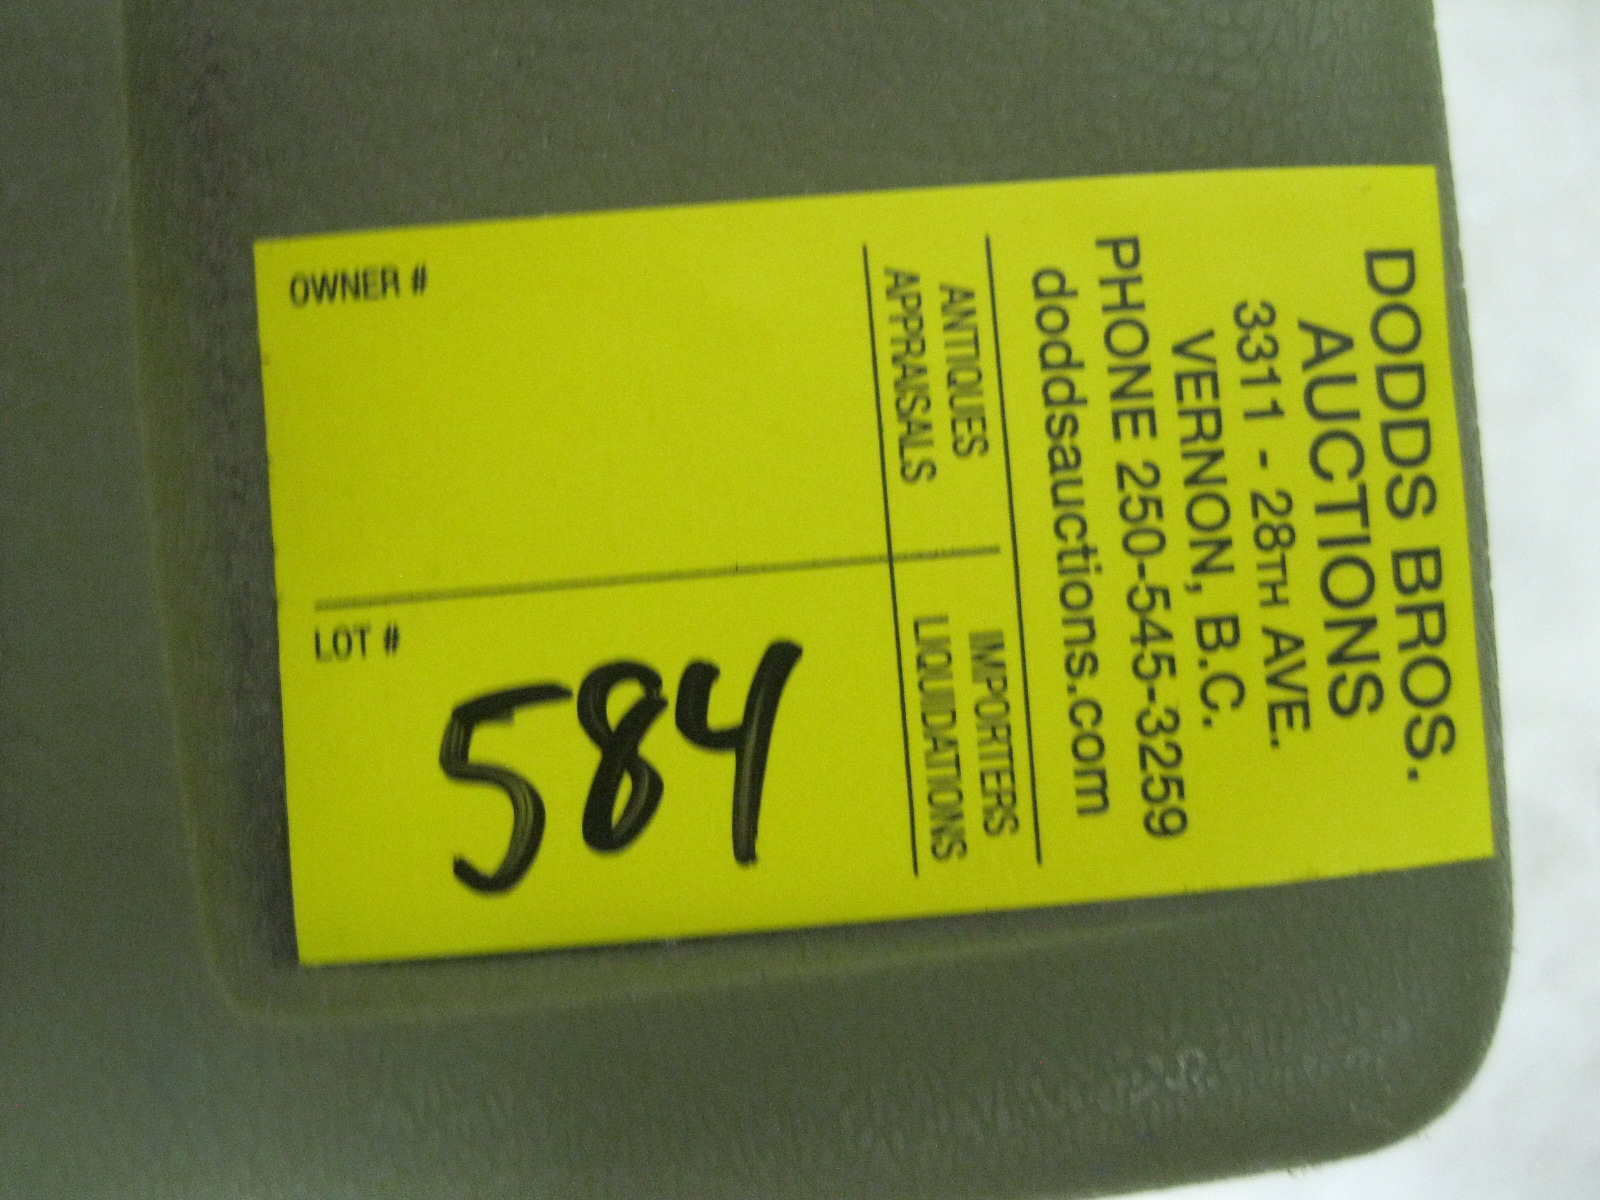 DODDS BROS.
AUCTIONS
3311 - 28TH AVE.
VERNON, B.C.
PHONE 250-545-3259
doddsauctions.com
ANTIQUES IMPORTERS
APPRAISALS LIQUIDATIONS
OWNER #
LOT #
584